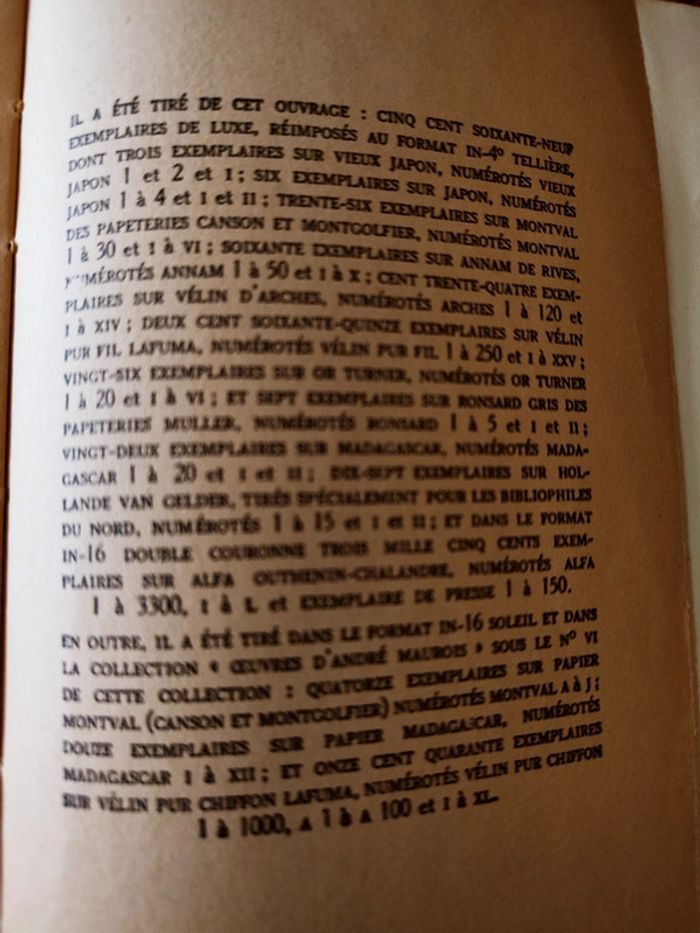 IL A ÉTÉ TIRÉ DE CET OUVRAGE : CINQ CENT SOIXANTE-NEUF
EXEMPLAIRES DE LUXE, RÉIMPOSÉS AU FORMAT IN-4º TELLIÈRE,
DONT TROIS EXEMPLAIRES SUR VIEUX JAPON, NUMÉROTÉS VIEUX
JAPON 1 et 2 et I; SIX EXEMPLAIRES SUR JAPON, NUMÉROTÉS
JAPON 1 à 4 et I et II; TRENTE-SIX EXEMPLAIRES SUR MONTVAL
DES PAPETERIES CANSON ET MONTGOLFIER, NUMÉROTÉS MONTVAL
1 à 30 et I à VI; SOIXANTE EXEMPLAIRES SUR ANNAM DE RIVES,
NUMÉROTÉS ANNAM 1 à 50 et I à X; CENT TRENTE-QUATRE EXEM-
PLAIRES SUR VÉLIN D'ARCHES, NUMÉROTÉS ARCHES 1 à 120 et
I à XIV; DEUX CENT SOIXANTE-QUINZE EXEMPLAIRES SUR VÉLIN
PUR FIL LAFUMA, NUMÉROTÉS VÉLIN PUR FIL 1 à 250 et I à XXV;
VINGT-SIX EXEMPLAIRES SUR OR TURNER, NUMÉROTÉS OR TURNER
1 à 20 et I à VI; ET SEPT EXEMPLAIRES SUR RONSARD GRIS DES
PAPETERIES MULLER, NUMÉROTÉS RONSARD 1 à 5 et I et II;
VINGT-DEUX EXEMPLAIRES SUR MADAGASCAR, NUMÉROTÉS MADA-
GASCAR 1 à 20 et I et II; DIX-SEPT EXEMPLAIRES SUR HOL-
LANDE VAN GELDER, TIRÉS SPÉCIALEMENT POUR LES BIBLIOPHILES
DU NORD, NUMÉROTÉS 1 à 15 et I et II; ET DANS LE FORMAT
IN-16 DOUBLE COURONNE TROIS MILLE CINQ CENTS EXEM-
PLAIRES SUR ALFA OUTHENIN-CHALANDRE, NUMÉROTÉS ALFA
1 à 3300, I à L et EXEMPLAIRE DE PRESSE 1 à 150.
EN OUTRE, IL A ÉTÉ TIRÉ DANS LE FORMAT IN-16 SOLEIL ET DANS
LA COLLECTION « ŒUVRES D'ANDRÉ MAUROIS » SOUS LE Nº VI
DE CETTE COLLECTION : QUATORZE EXEMPLAIRES SUR PAPIER
MONTVAL (CANSON ET MONTGOLFIER) NUMÉROTÉS MONTVAL A à J;
DOUZE EXEMPLAIRES SUR PAPIER MADAGASCAR, NUMÉROTÉS
MADAGASCAR I à XII; ET ONZE CENT QUARANTE EXEMPLAIRES
SUR VÉLIN PUR CHIFFON LAFUMA, NUMÉROTÉS VÉLIN PUR CHIFFON
1 à 1000, A 1 à A 100 et I à XL.